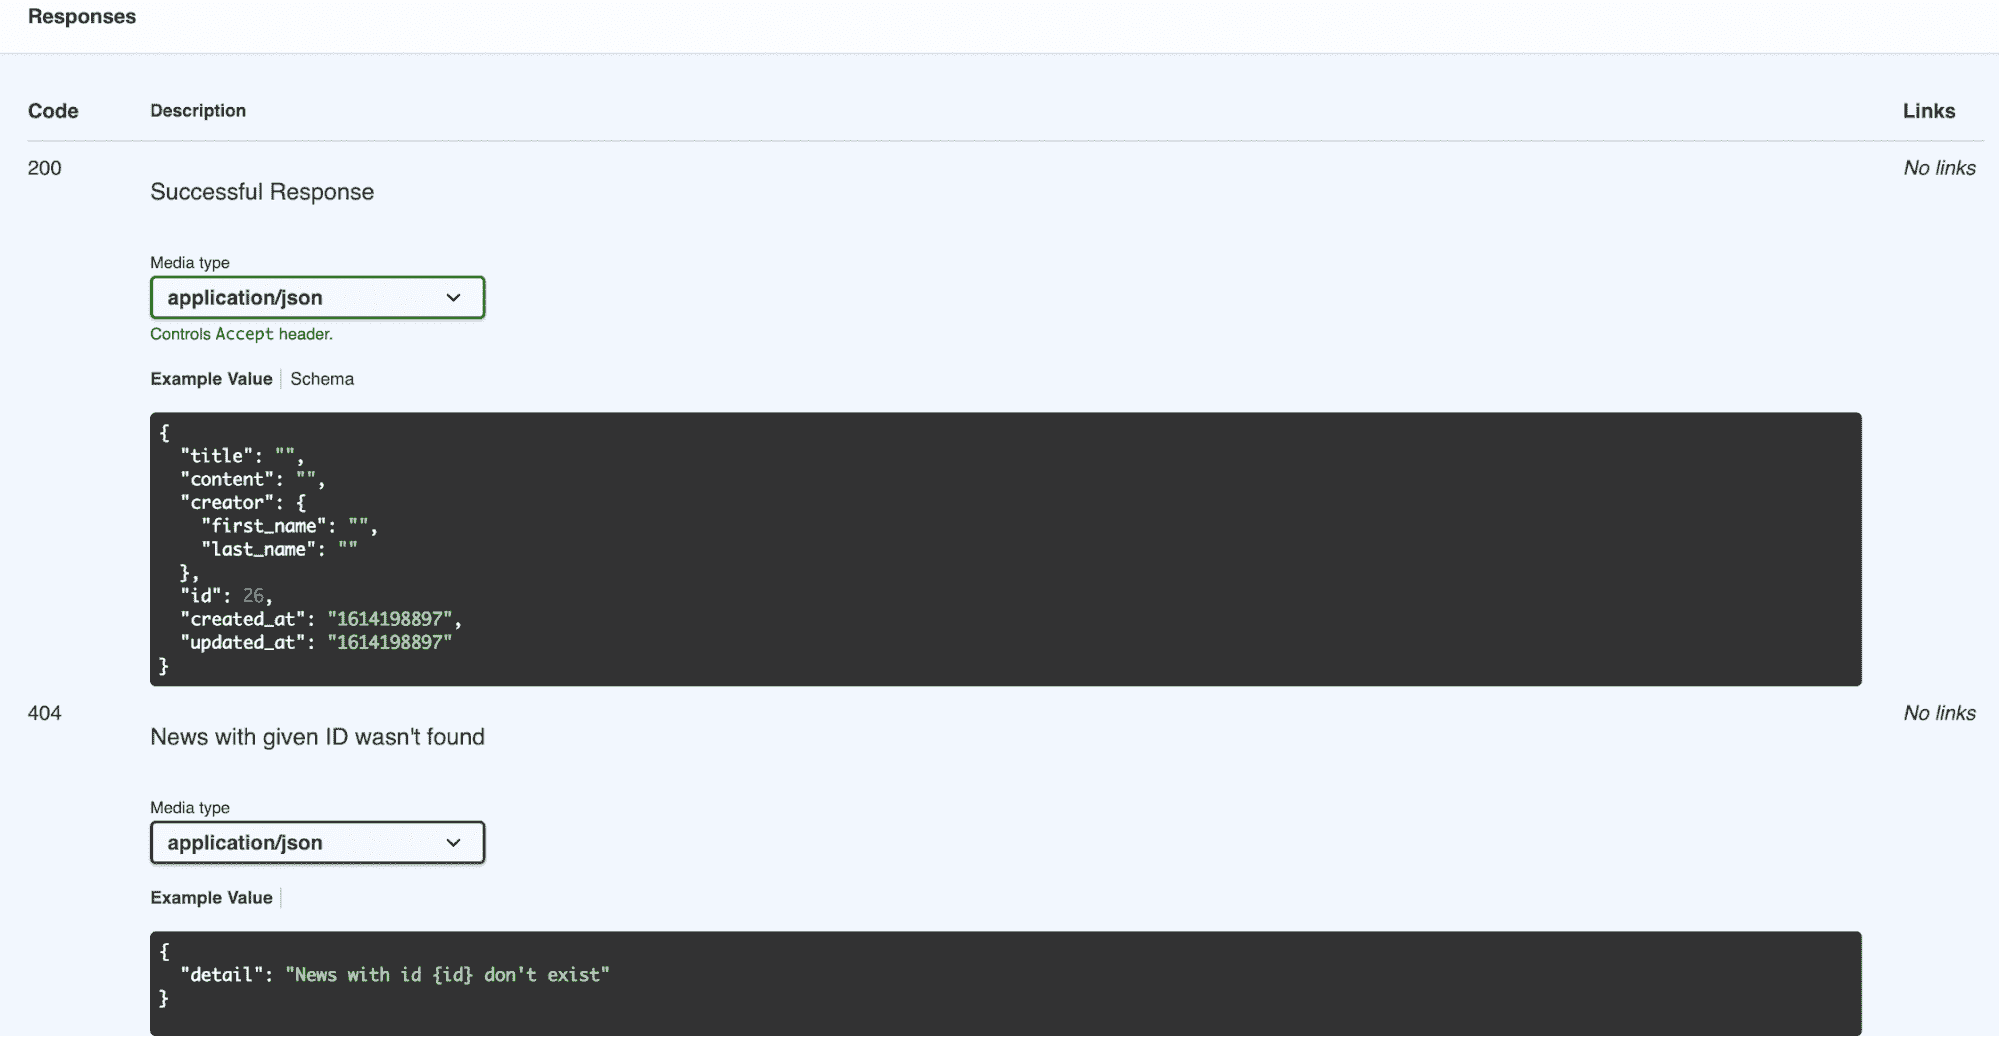 Responses
Code Description Links
200 No links
Successful Response
Media type
application/json
Controls Accept header.
Example Value Schema
{
  "title": "",
  "content": "",
  "creator": {
    "first_name": "",
    "last_name": ""
  },
  "id": 26,
  "created_at": "1614198897",
  "updated_at": "1614198897"
}
404 No links
News with given ID wasn't found
Media type
application/json
Example Value
{
  "detail": "News with id {id} don't exist"
}